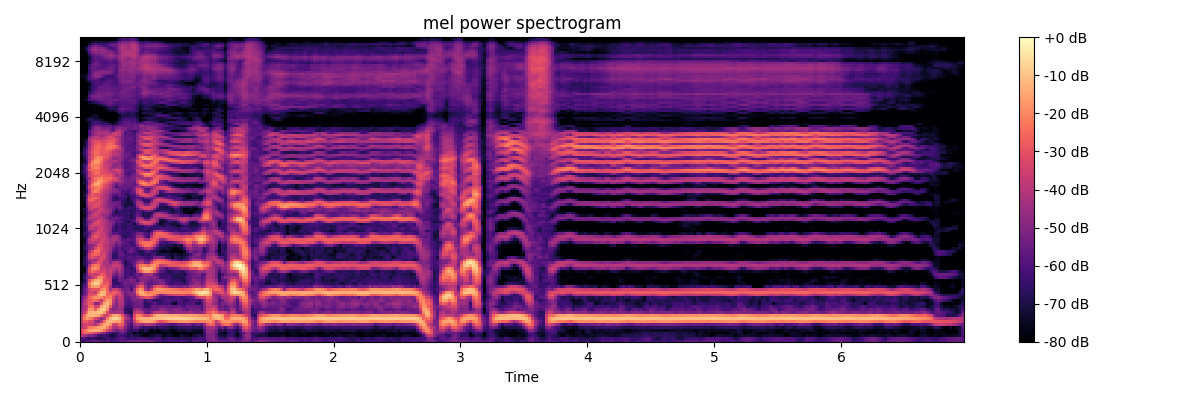 mel power spectrogram
8192
4096
2048
1024
512
0
Hz
0 1 2 3 4 5 6
Time
+0 dB
-10 dB
-20 dB
-30 dB
-40 dB
-50 dB
-60 dB
-70 dB
-80 dB